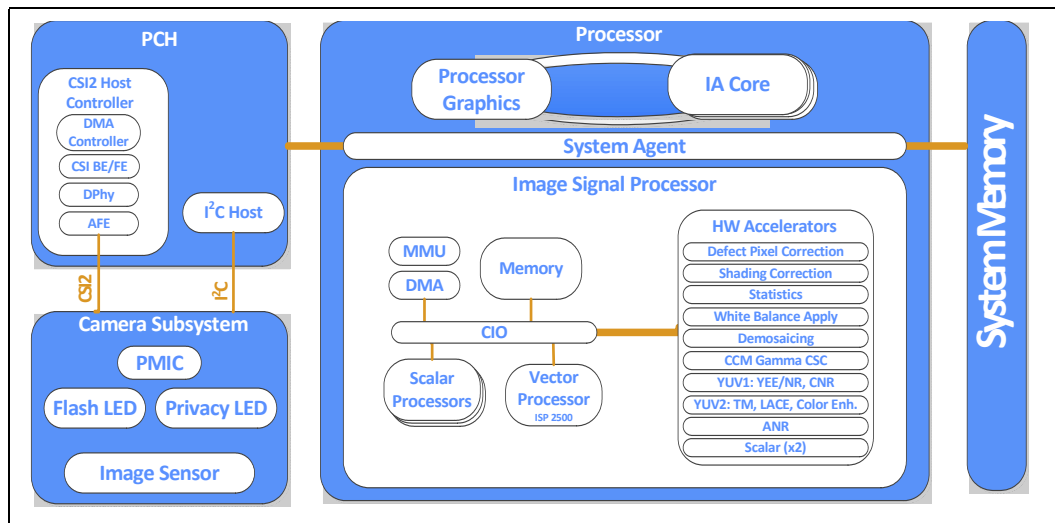 PCH
CSI2 Host
Controller
DMA
Controller
CSI BE/FE
DPhy
AFE
I²C Host
CSI2
I²C
Camera Subsystem
PMIC
Flash LED
Privacy LED
Image Sensor
Processor
Processor
Graphics
IA Core
System Agent
Image Signal Processor
MMU
DMA
Memory
CIO
Scalar
Processors
Vector
Processor
ISP 2500
HW Accelerators
Defect Pixel Correction
Shading Correction
Statistics
White Balance Apply
Demosaicing
CCM Gamma CSC
YUV1: YEE/NR, CNR
YUV2: TM, LACE, Color Enh.
ANR
Scalar (x2)
System Memory